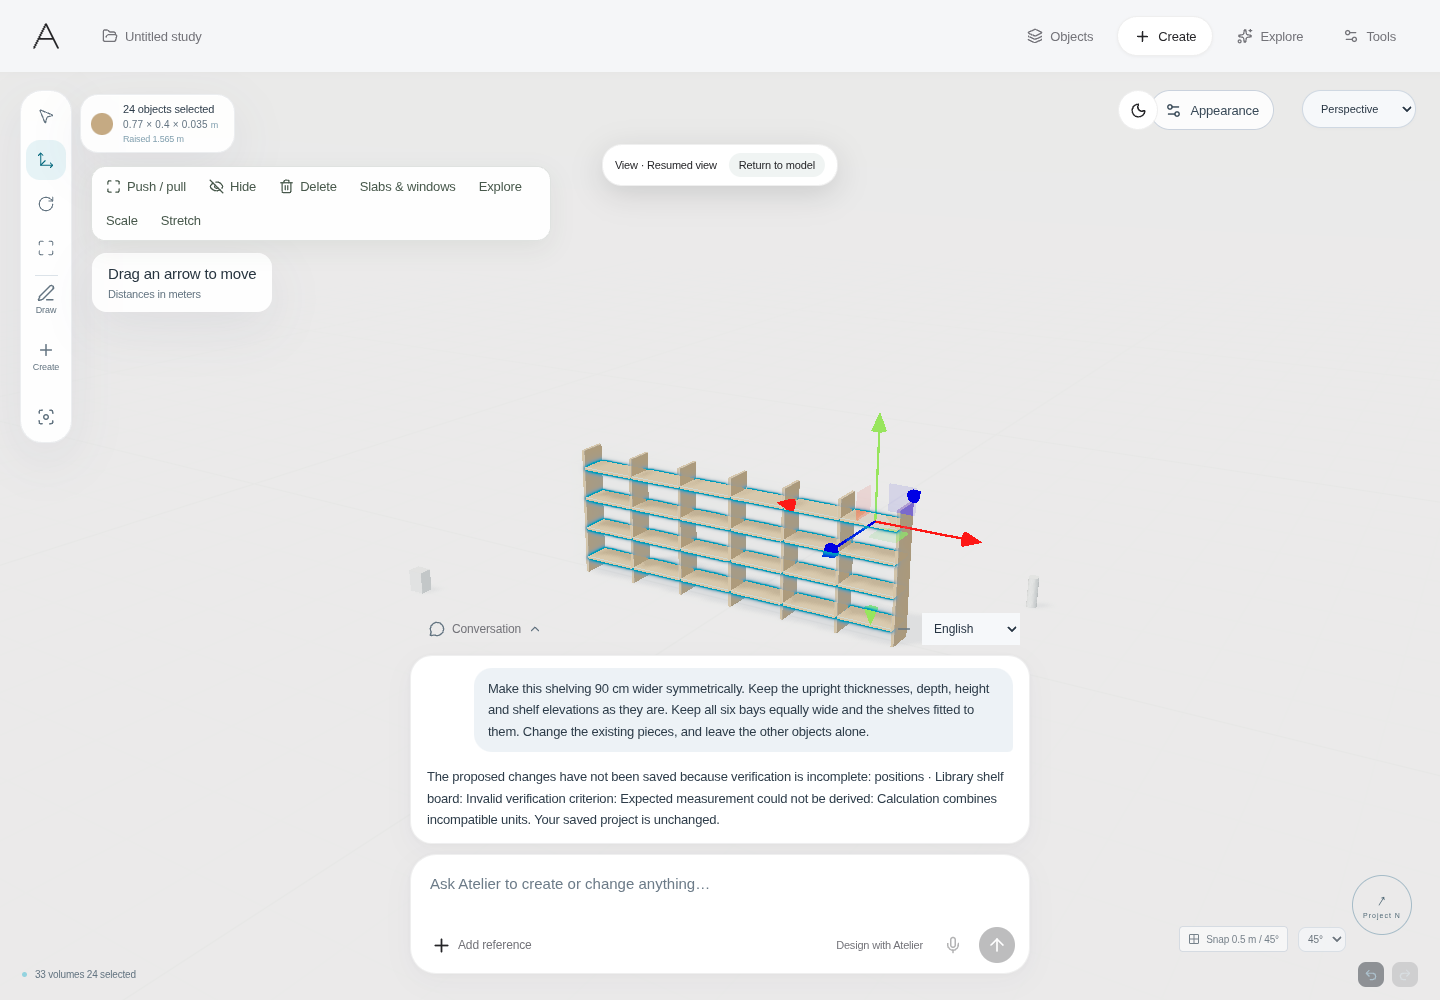 Untitled study
Objects
Create
Explore
Tools
24 objects selected
0.77 × 0.4 × 0.035 m
Raised 1.565 m
Appearance
Perspective
View · Resumed view
Return to model
Push / pull
Hide
Delete
Slabs & windows
Explore
Scale
Stretch
Drag an arrow to move
Distances in meters
Draw
Create
Conversation
English
Make this shelving 90 cm wider symmetrically. Keep the upright thicknesses, depth, height
and shelf elevations as they are. Keep all six bays equally wide and the shelves fitted to
them. Change the existing pieces, and leave the other objects alone.
The proposed changes have not been saved because verification is incomplete: positions · Library shelf
board: Invalid verification criterion: Expected measurement could not be derived: Calculation combines
incompatible units. Your saved project is unchanged.
Ask Atelier to create or change anything…
Add reference
Design with Atelier
Project N
Snap 0.5 m / 45°
45°
33 volumes 24 selected